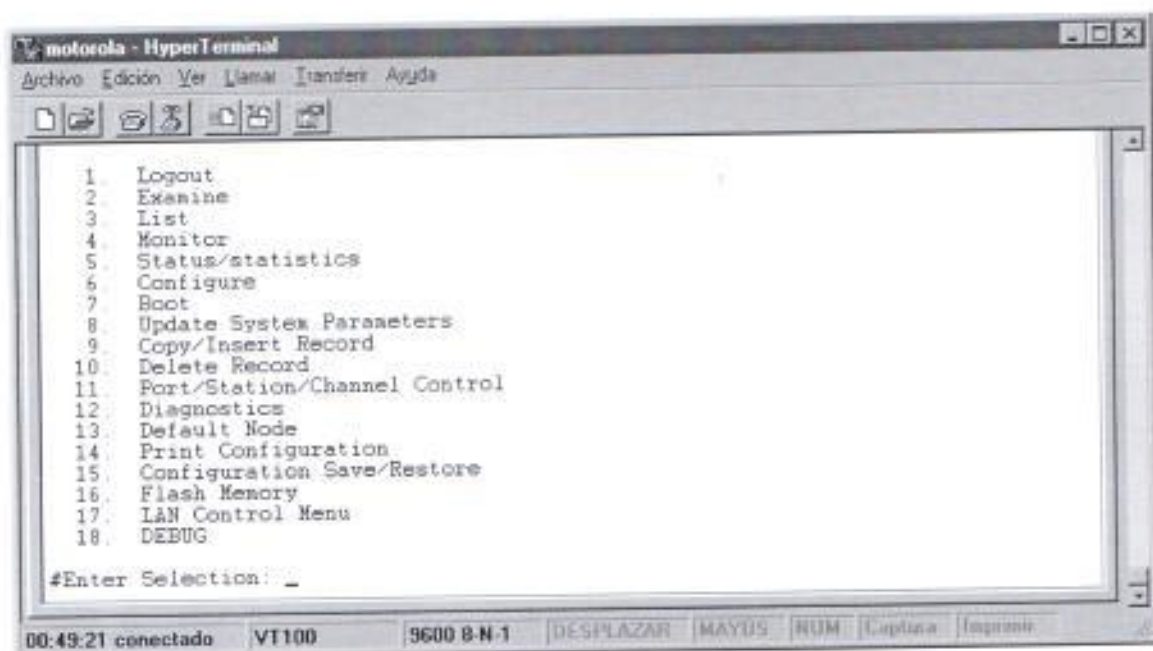 motorola - HyperTerminal
Archivo Edición Ver Llamar Transferir Ayuda
1. Logout
2. Examine
3. List
4. Monitor
5. Status/statistics
6. Configure
7. Boot
8. Update System Parameters
9. Copy/Insert Record
10. Delete Record
11. Port/Station/Channel Control
12. Diagnostics
13. Default Node
14. Print Configuration
15. Configuration Save/Restore
16. Flash Memory
17. LAN Control Menu
18. DEBUG
#Enter Selection: _
00:49:21 conectado VT100 9600 8-N-1 DESPLAZAR MAYÚS NUM Captura Imprimir